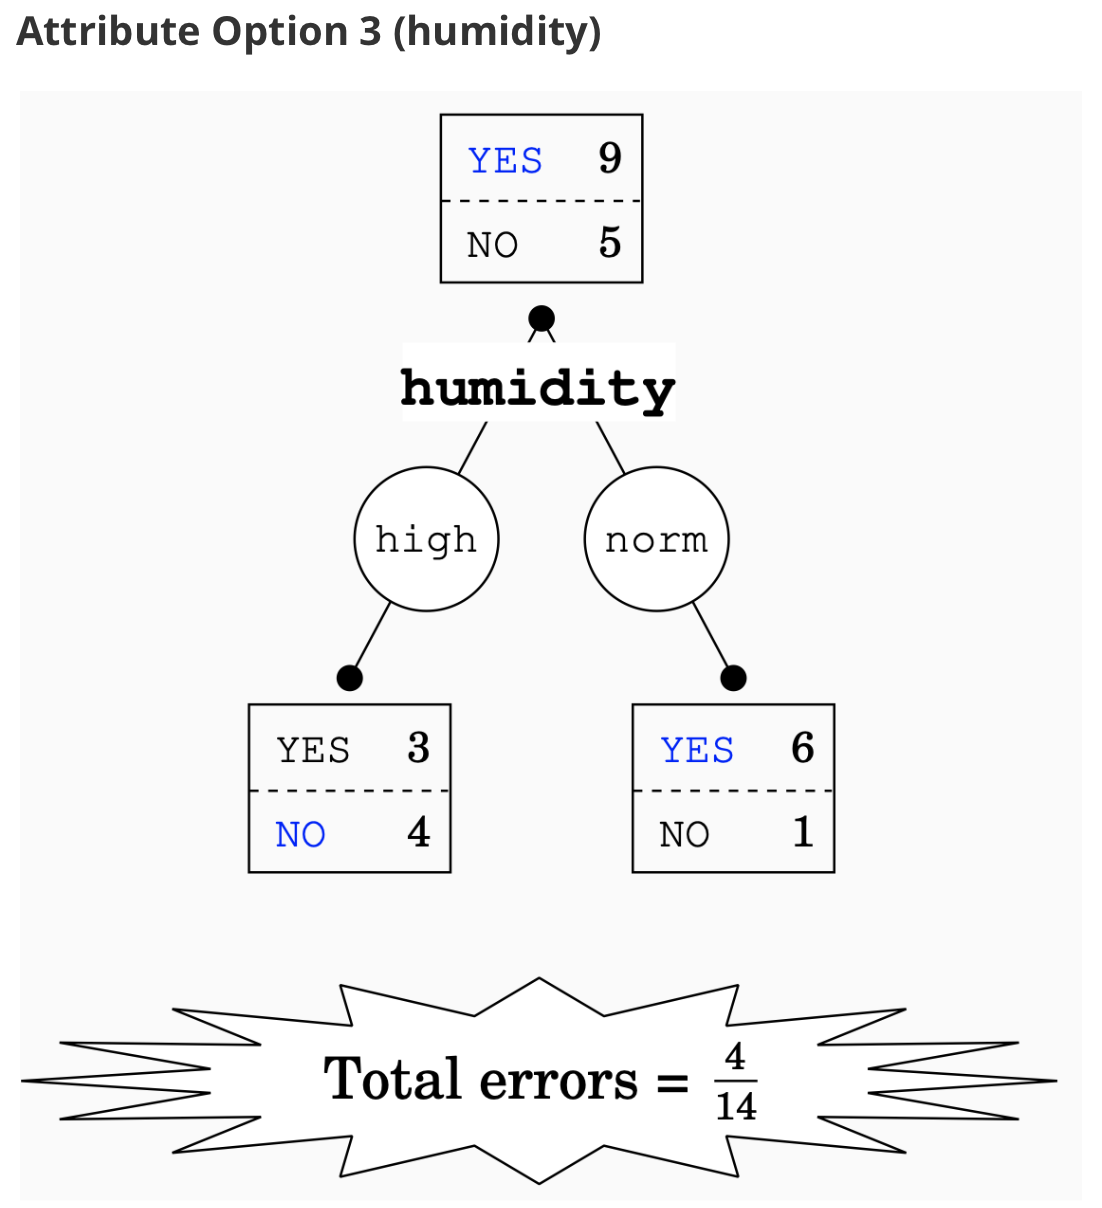 Attribute Option 3 (humidity)
YES 9
NO 5
humidity
high norm
YES 3 YES 6
NO 4 NO 1
Total errors = 4/14